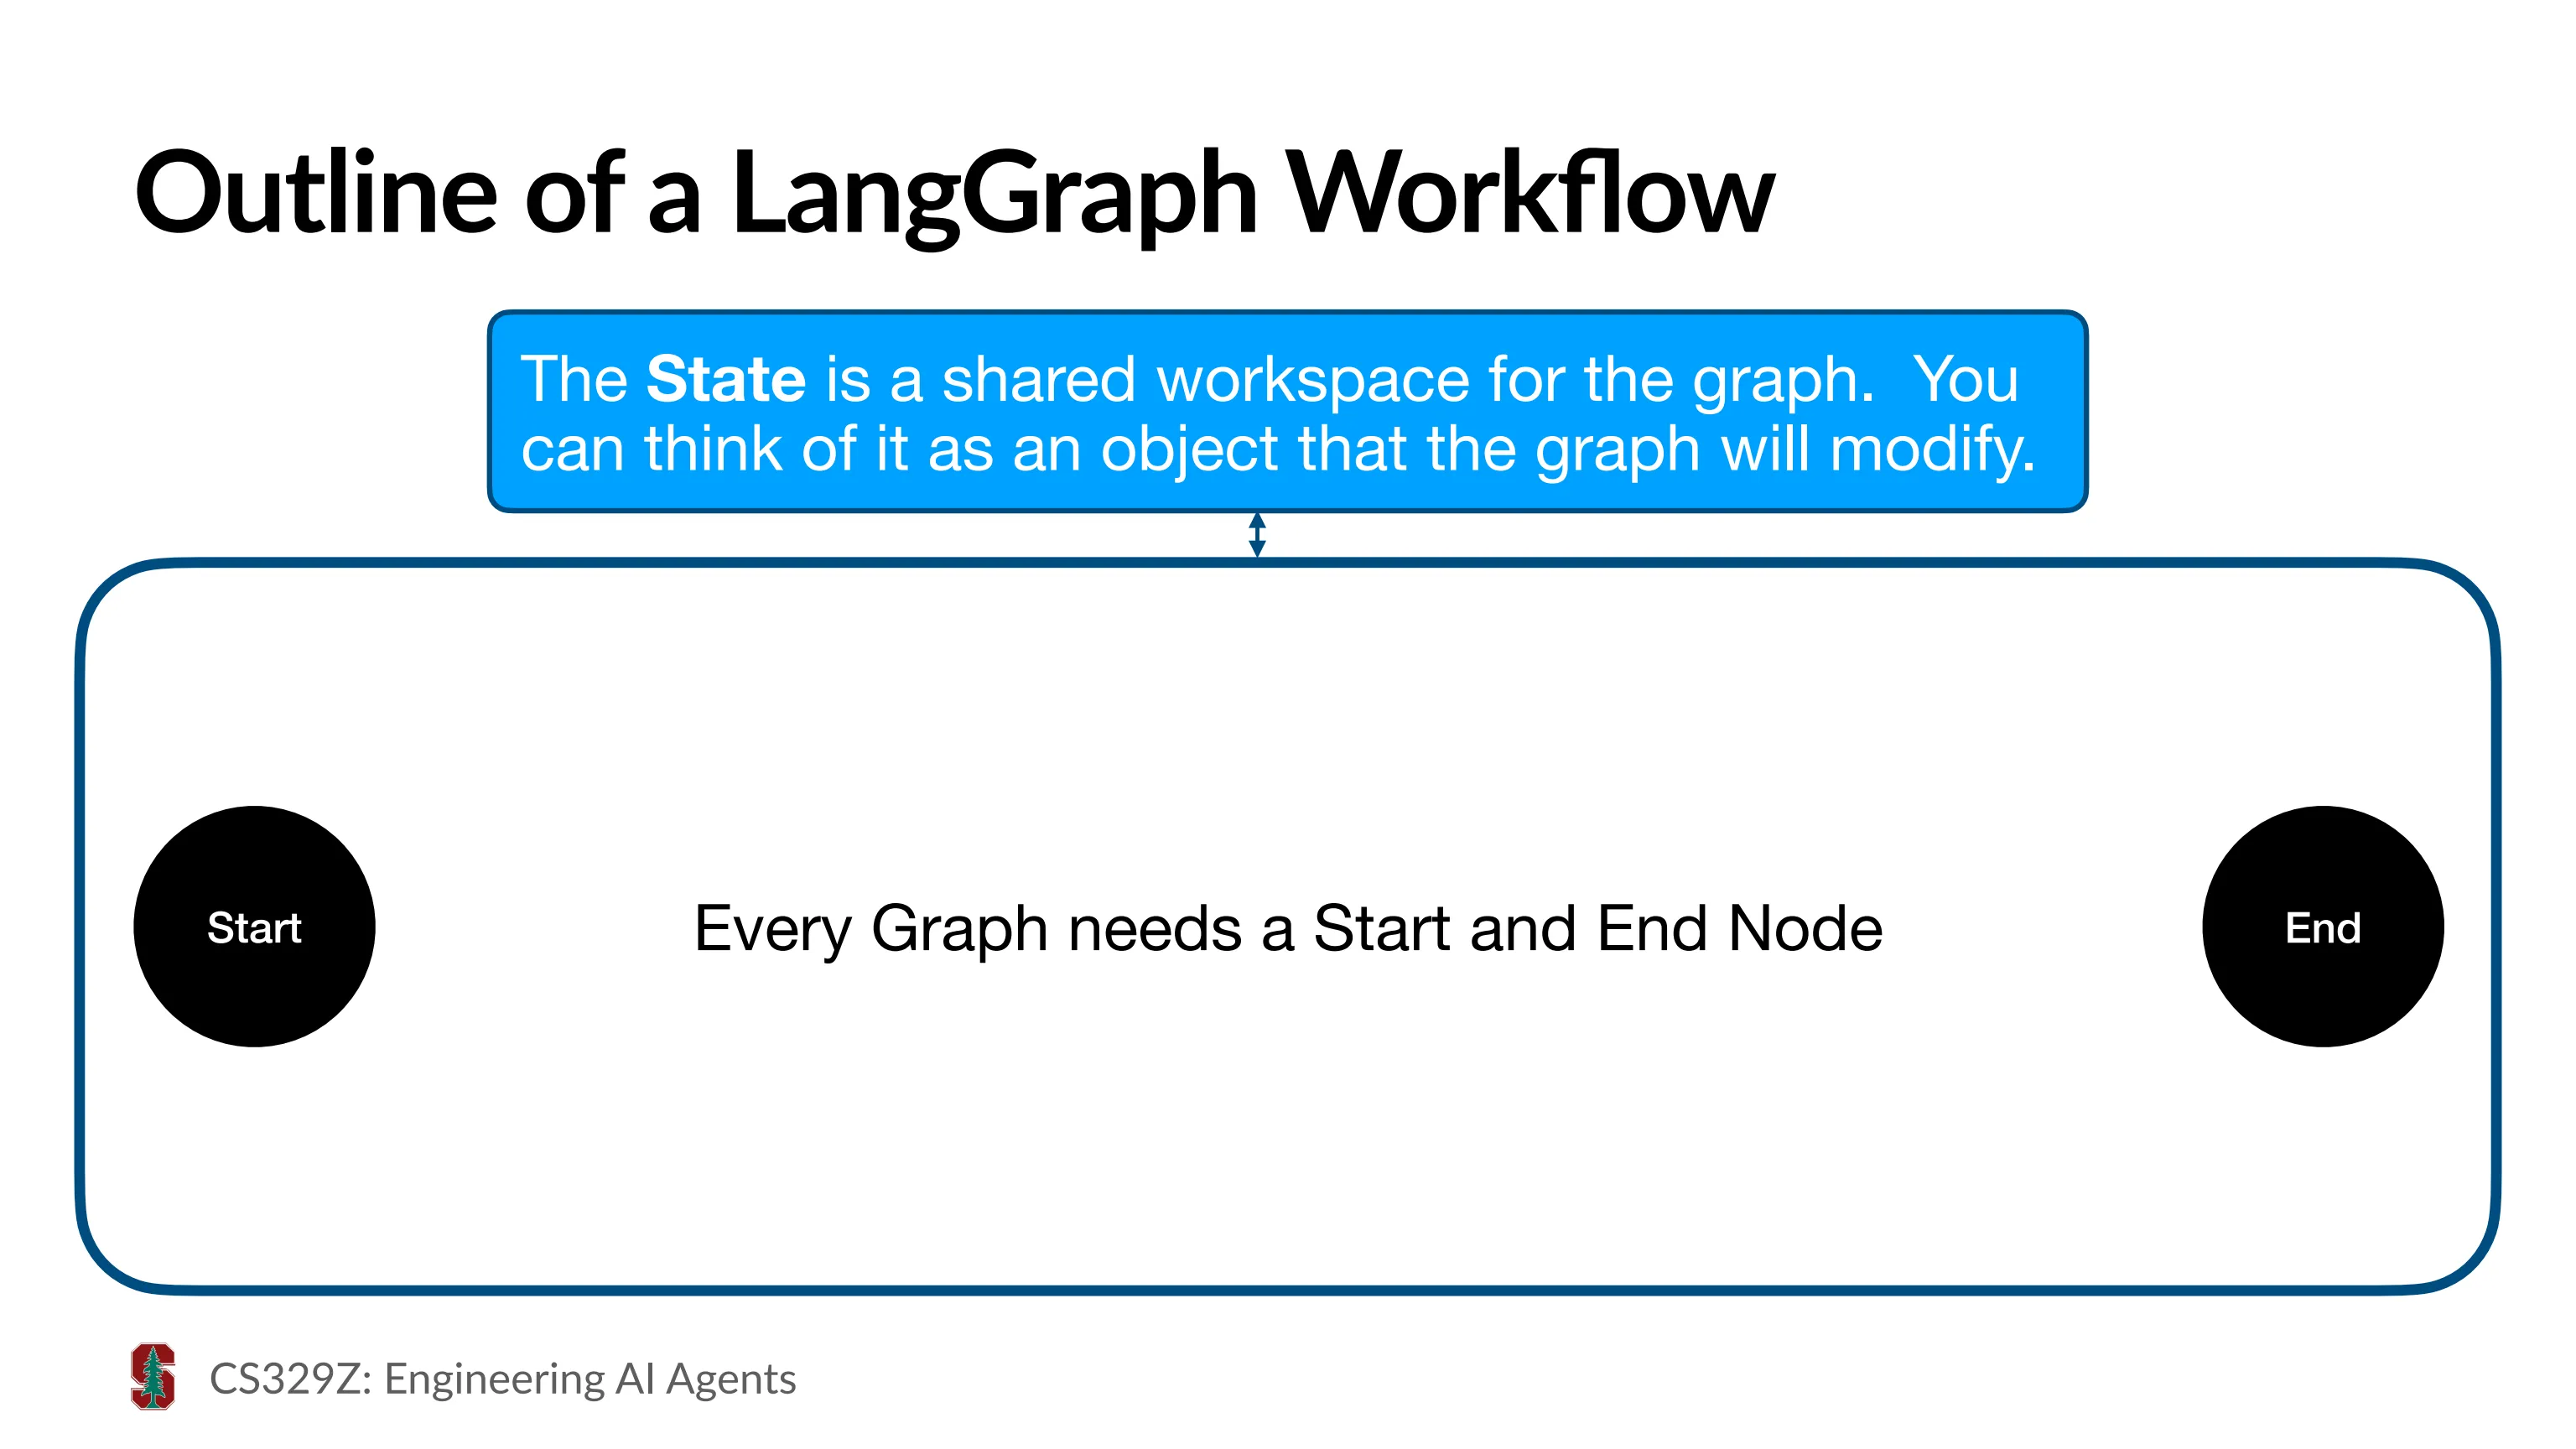 Outline of a LangGraph Workflow
The State is a shared workspace for the graph.  You
can think of it as an object that the graph will modify.
Start
Every Graph needs a Start and End Node
End
CS329Z: Engineering AI Agents